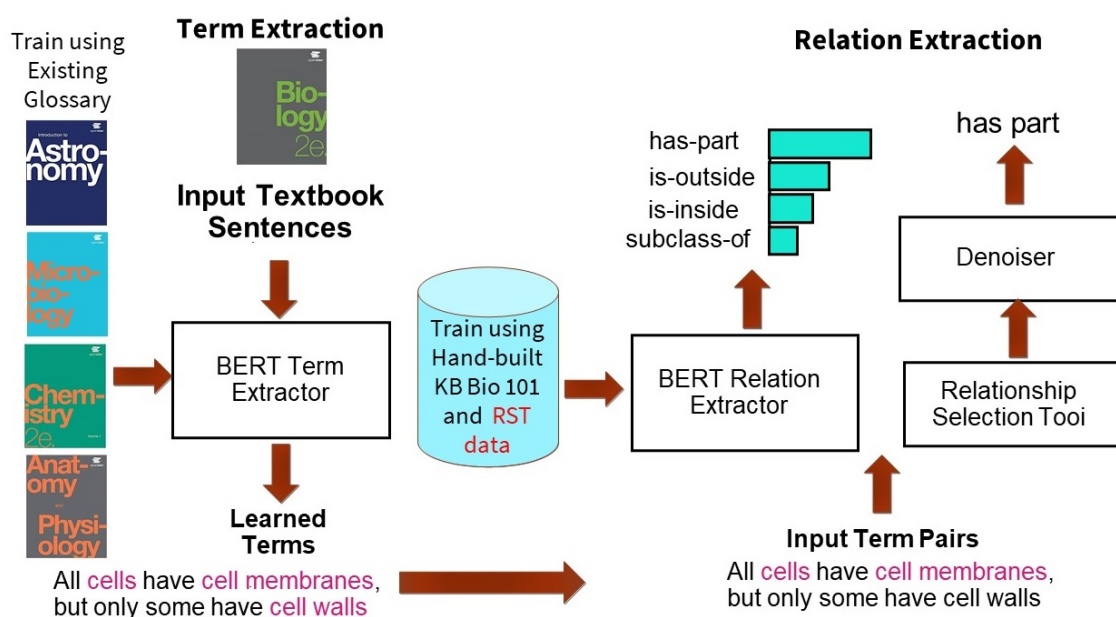 Term Extraction
Train using
Existing
Glossary
Relation Extraction
Bio-
logy
2e.
Introduction to
Astro-
nomy
Micro-
bio-
logy
Chem-
istry
2e.
Anat-
omy
and
Physi-
ology
Input Textbook
Sentences
BERT Term
Extractor
Learned
Terms
All cells have cell membranes,
but only some have cell walls
Train using
Hand-built
KB Bio 101
and RST
data
has-part
is-outside
is-inside
subclass-of
BERT Relation
Extractor
has part
Denoiser
Relationship
Selection Tooi
Input Term Pairs
All cells have cell membranes,
but only some have cell walls